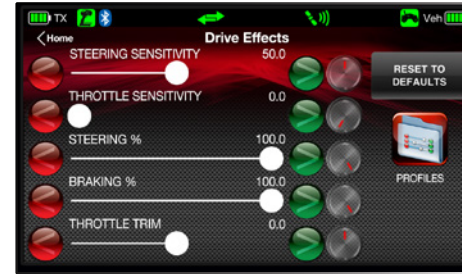 TX
Veh
Home
Drive Effects
STEERING SENSITIVITY 50.0
THROTTLE SENSITIVITY 0.0
STEERING % 100.0
BRAKING % 100.0
THROTTLE TRIM 0.0
RESET TO
DEFAULTS
PROFILES